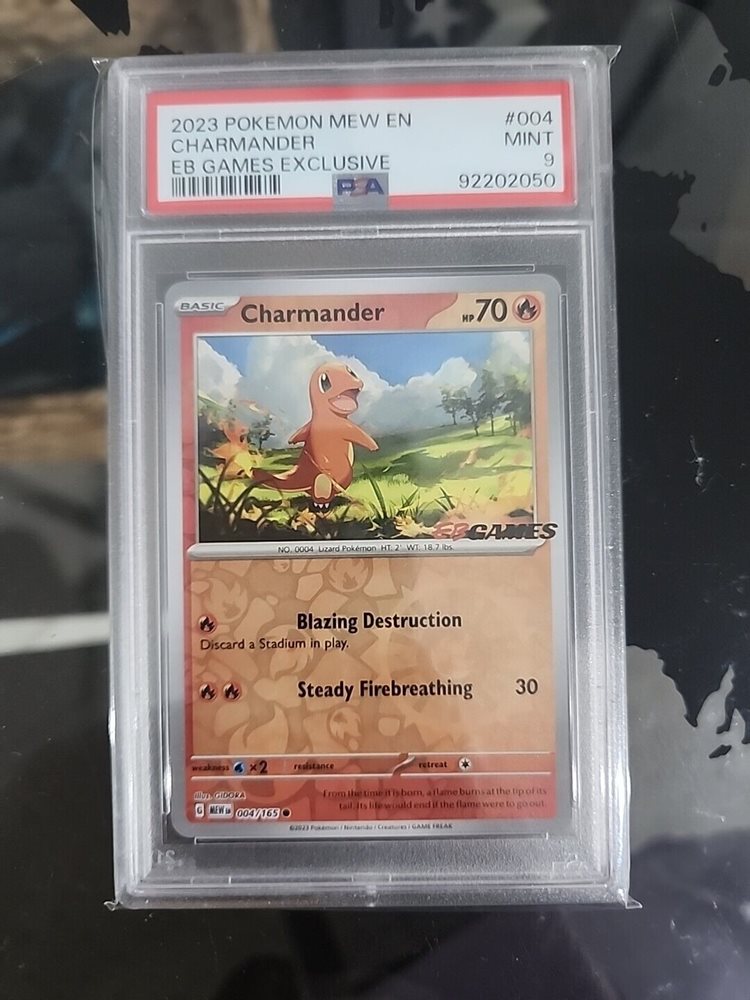 2023 POKEMON MEW EN #004
CHARMANDER MINT
EB GAMES EXCLUSIVE 9
PSA 92202050
BASIC Charmander HP 70
EBGAMES
NO. 0004 Lizard Pokémon HT: 2' WT: 18.7 lbs.
Blazing Destruction
Discard a Stadium in play.
Steady Firebreathing 30
weakness ×2 resistance retreat
Illus. GIDORA
From the time it is born, a flame burns at the tip of its
tail. Its life would end if the flame were to go out.
G MEW EN 004/165
©2023 Pokémon / Nintendo / Creatures / GAME FREAK